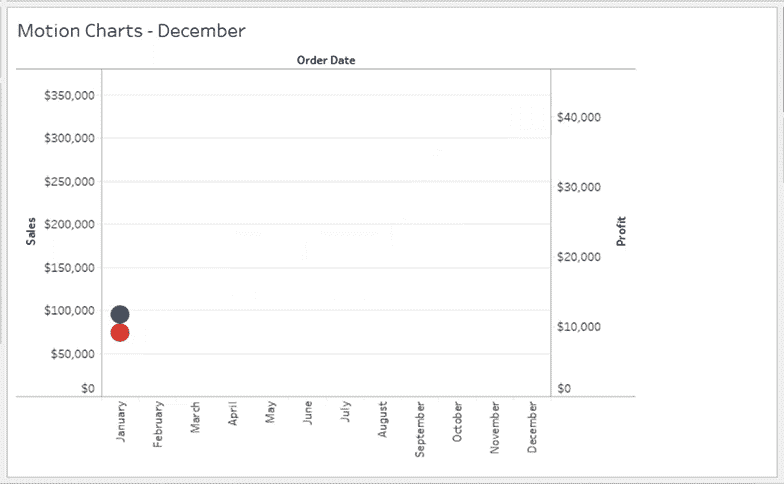 Motion Charts - December
Order Date
$350,000
$300,000
$250,000
$200,000
$150,000
$100,000
$50,000
$0
Sales
$40,000
$30,000
$20,000
$10,000
$0
Profit
January
February
March
April
May
June
July
August
September
October
November
December